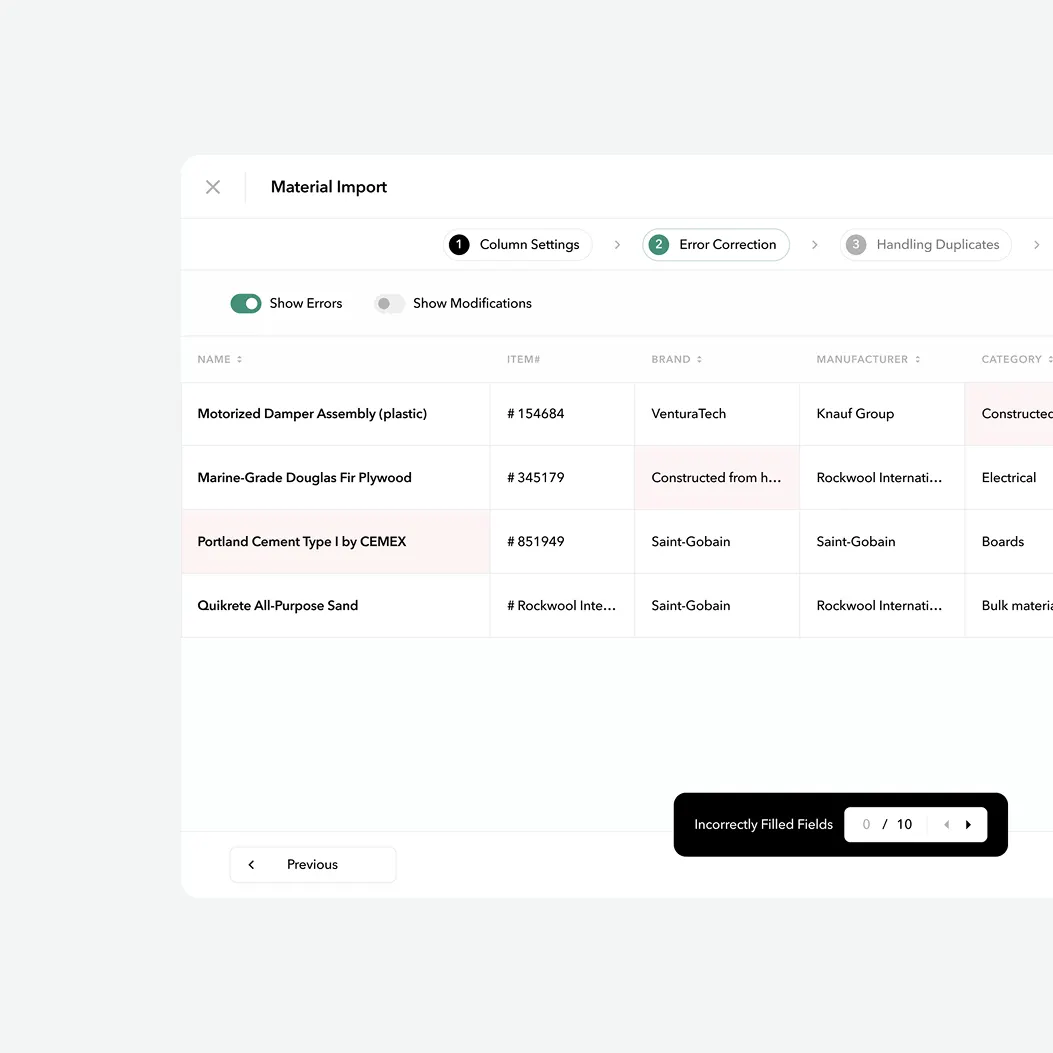 Material Import
1 Column Settings 2 Error Correction 3 Handling Duplicates
Show Errors Show Modifications
NAME ITEM# BRAND MANUFACTURER CATEGORY
Motorized Damper Assembly (plastic) # 154684 VenturaTech Knauf Group Constructed
Marine-Grade Douglas Fir Plywood # 345179 Constructed from h... Rockwool Internati... Electrical
Portland Cement Type I by CEMEX # 851949 Saint-Gobain Saint-Gobain Boards
Quikrete All-Purpose Sand # Rockwool Inte... Saint-Gobain Rockwool Internati... Bulk materia
Incorrectly Filled Fields 0 / 10
Previous